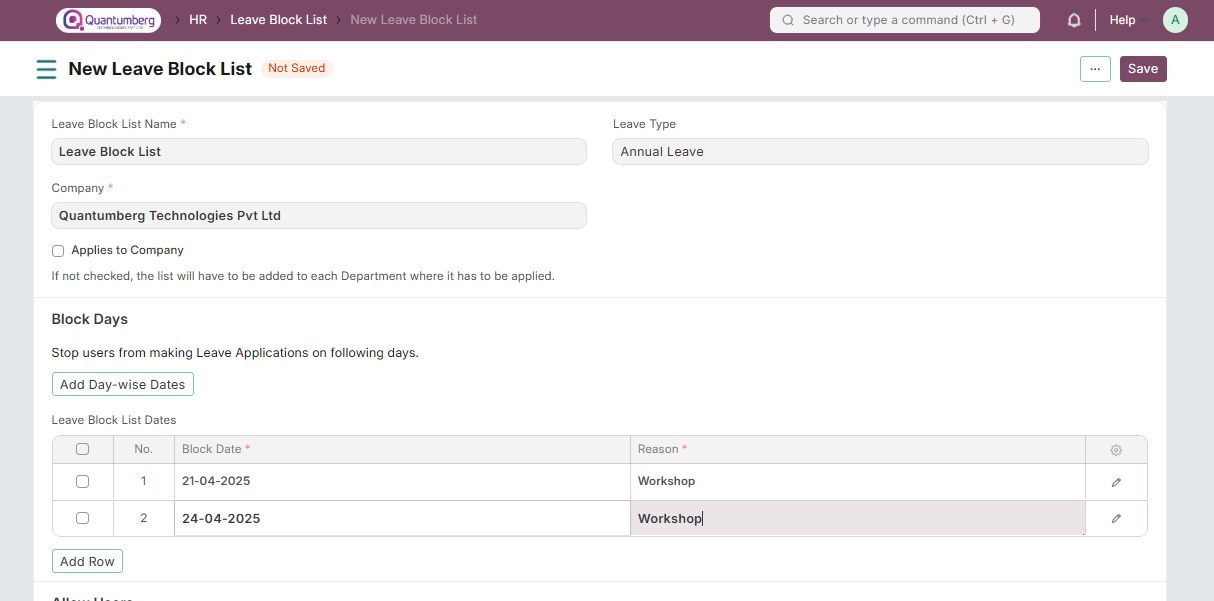 Quantumberg
TECHNOLOGIES PVT LTD
HR
Leave Block List
New Leave Block List
Search or type a command (Ctrl + G)
Help
A
New Leave Block List
Not Saved
...
Save
Leave Block List Name *
Leave Type
Leave Block List
Annual Leave
Company *
Quantumberg Technologies Pvt Ltd
Applies to Company
If not checked, the list will have to be added to each Department where it has to be applied.
Block Days
Stop users from making Leave Applications on following days.
Add Day-wise Dates
Leave Block List Dates
No. Block Date * Reason *
1 21-04-2025 Workshop
2 24-04-2025 Workshop
Add Row
Allow Users